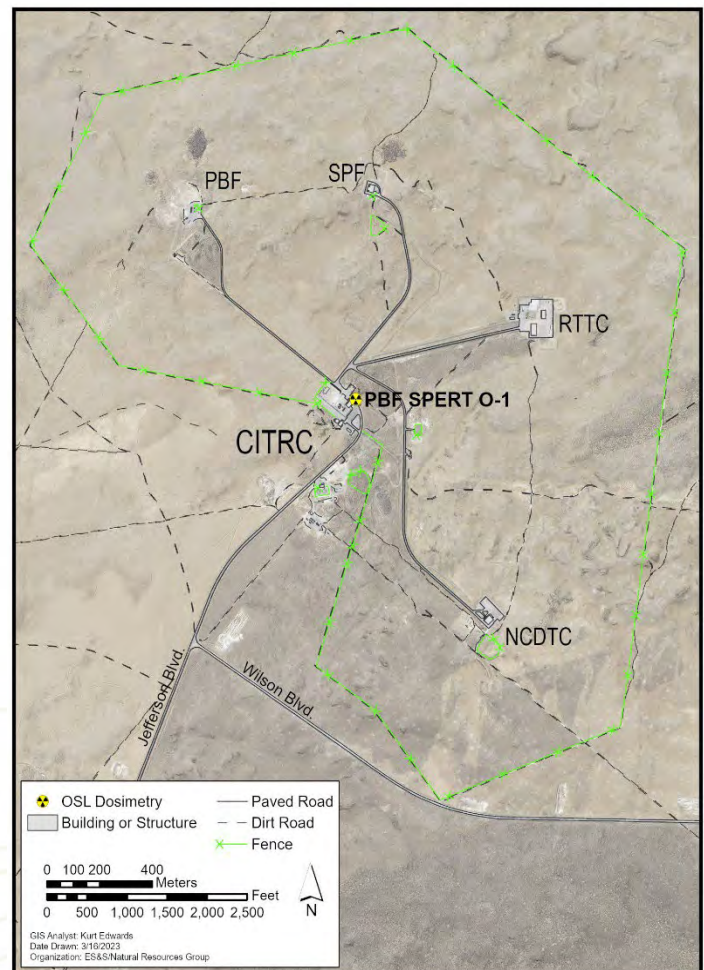 PBF
SPF
RTTC
PBF SPERT O-1
CITRC
NCDTC
Jefferson Blvd.
Wilson Blvd.
OSL Dosimetry
Building or Structure
Paved Road
Dirt Road
Fence
0 100 200 400
Meters
Feet
0 500 1,000 1,500 2,000 2,500
N
GIS Analyst: Kurt Edwards
Date Drawn: 3/16/2023
Organization: ES&S/Natural Resources Group